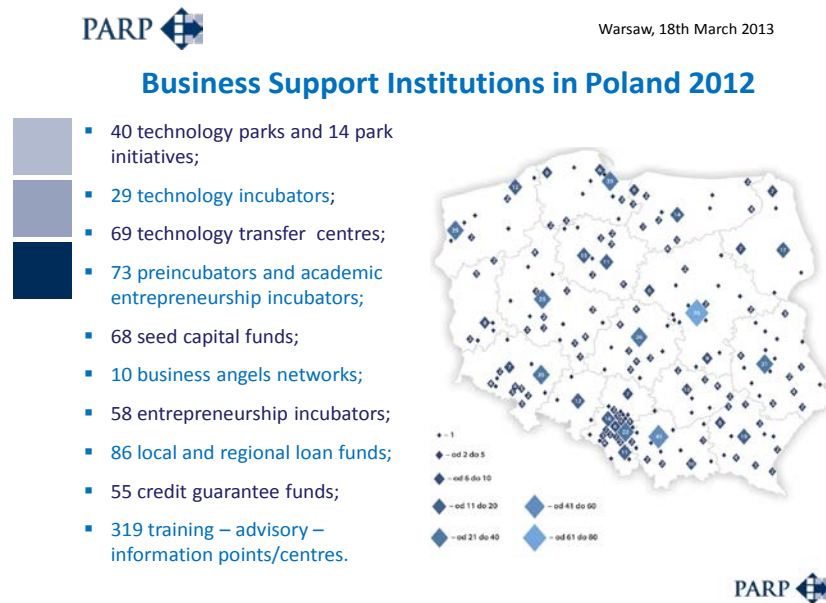 PARP
Warsaw, 18th March 2013
Business Support Institutions in Poland 2012
▪ 40 technology parks and 14 park
initiatives;
▪ 29 technology incubators;
▪ 69 technology transfer centres;
▪ 73 preincubators and academic
entrepreneurship incubators;
▪ 68 seed capital funds;
▪ 10 business angels networks;
▪ 58 entrepreneurship incubators;
▪ 86 local and regional loan funds;
▪ 55 credit guarantee funds;
▪ 319 training – advisory –
information points/centres.
– 1
– od 2 do 5
– od 6 do 10
– od 11 do 20
– od 21 do 40
– od 41 do 60
– od 61 do 80
PARP